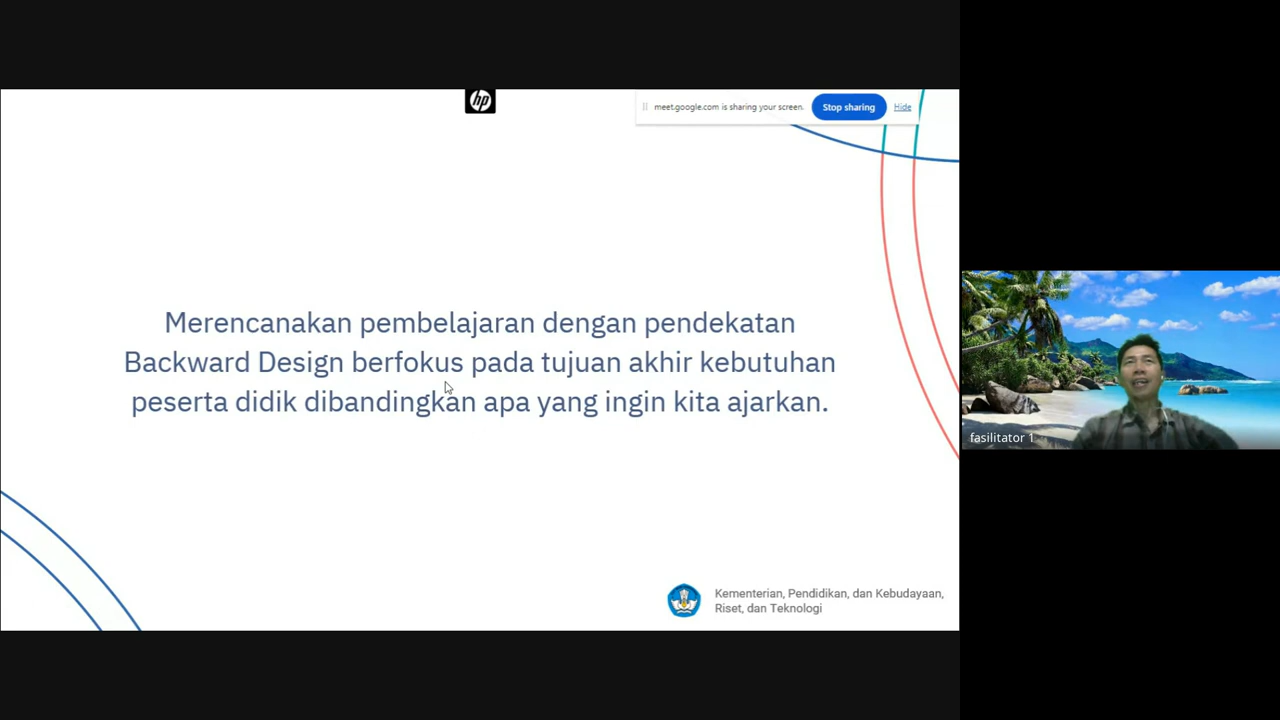 hp
meet.google.com is sharing your screen.
Stop sharing
Hide
Merencanakan pembelajaran dengan pendekatan
Backward Design berfokus pada tujuan akhir kebutuhan
peserta didik dibandingkan apa yang ingin kita ajarkan.
fasilitator 1
Kementerian, Pendidikan, dan Kebudayaan,
Riset, dan Teknologi